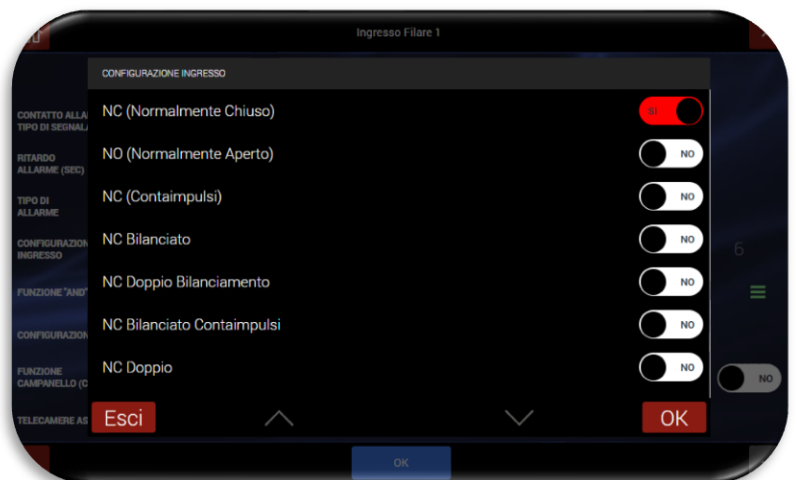 Ingresso Filare 1
CONFIGURAZIONE INGRESSO
NC (Normalmente Chiuso)
SI
NO (Normalmente Aperto)
NO
NC (Contaimpulsi)
NO
NC Bilanciato
NO
NC Doppio Bilanciamento
NO
NC Bilanciato Contaimpulsi
NO
NC Doppio
NO
Esci
OK
CONTATTO ALLA
TIPO DI SEGNAL
RITARDO
ALLARME (SEC)
TIPO DI
ALLARME
CONFIGURAZION
INGRESSO
6
FUNZIONE "AND"
CONFIGURAZION
FUNZIONE
CAMPANELLO (C
NO
TELECAMERE AS
OK